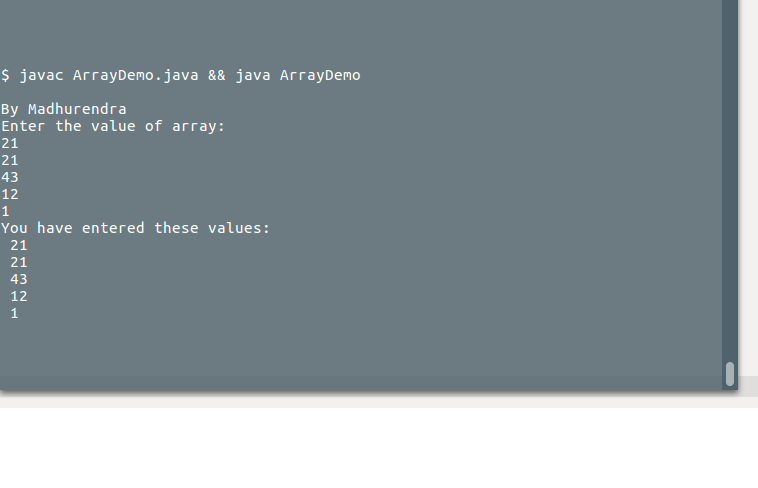 $ javac ArrayDemo.java && java ArrayDemo
By Madhurendra
Enter the value of array:
21
21
43
12
1
You have entered these values:
21
21
43
12
1